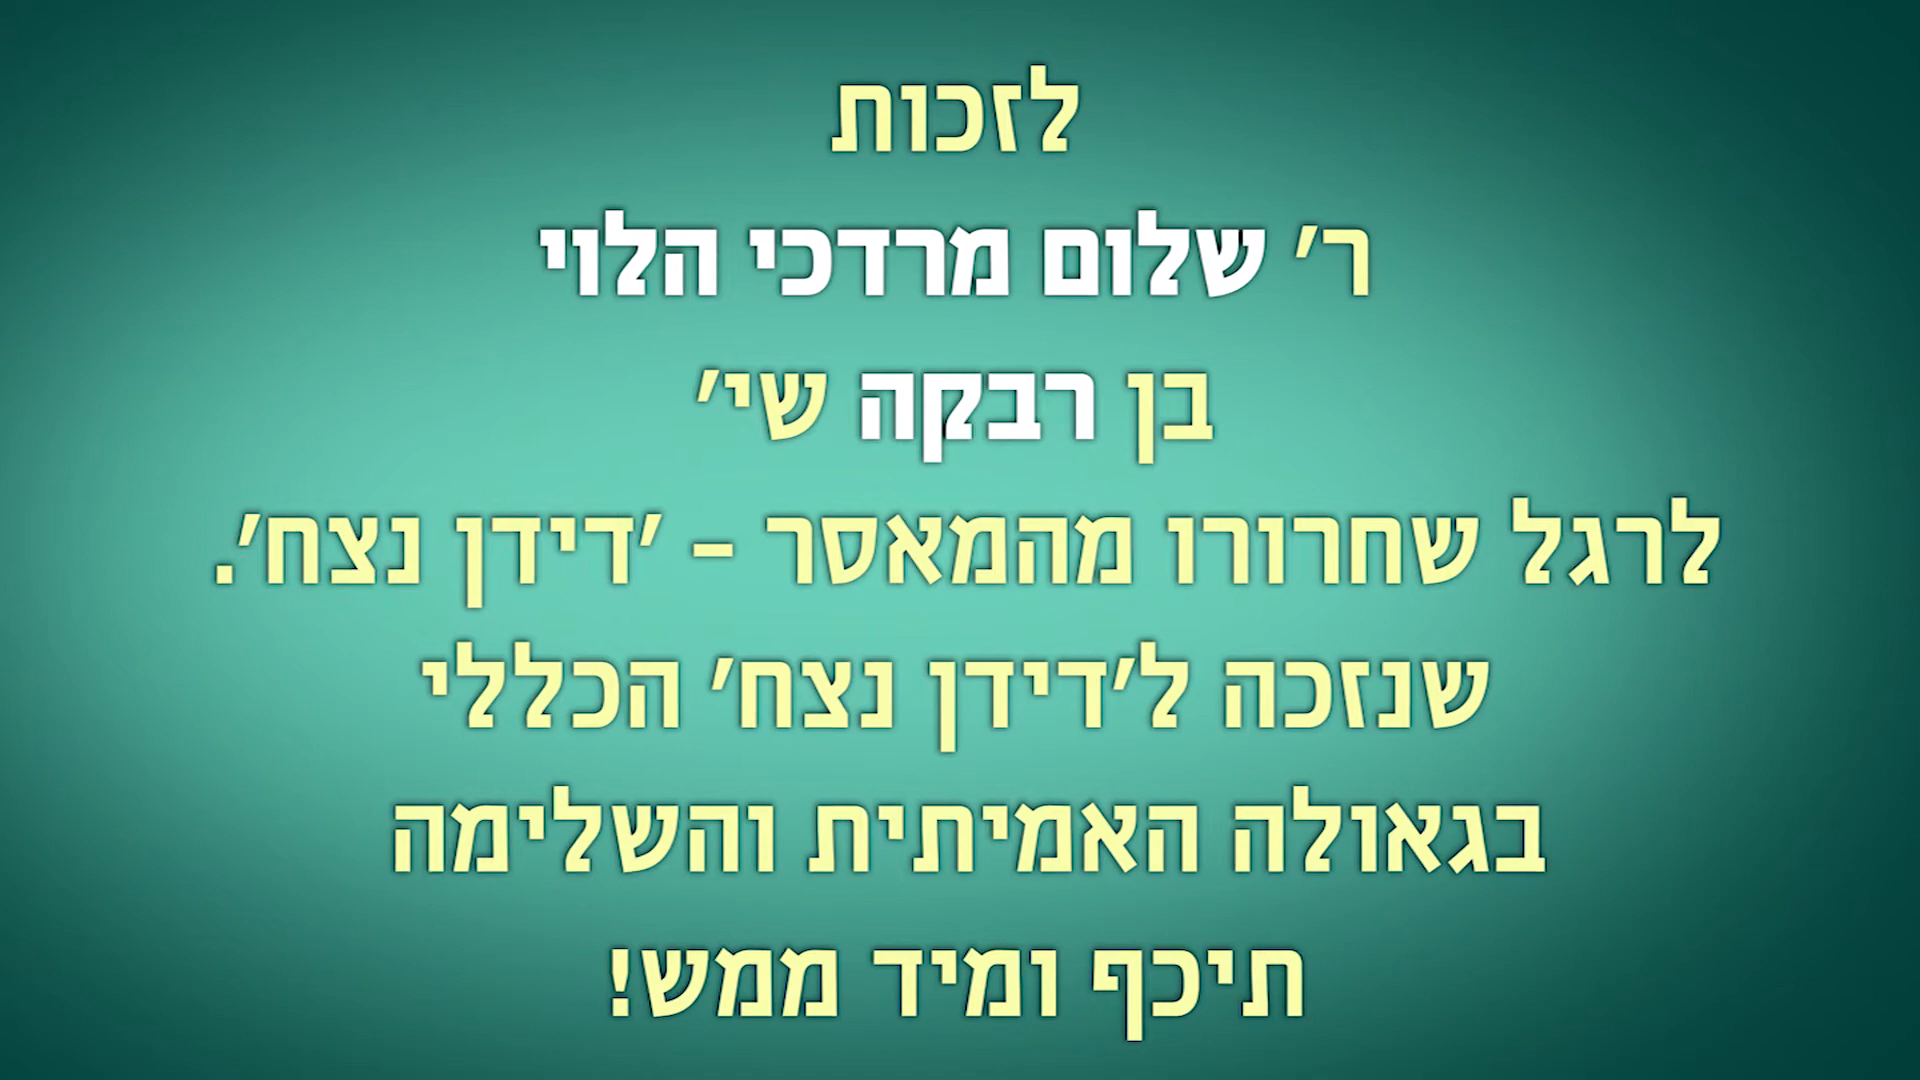 לזכות
ר' שלום מרדכי הלוי
בן רבקה שי'
לרגל שחרורו מהמאסר - 'דידן נצח'.
שנזכה ל'דידן נצח' הכללי
בגאולה האמיתית והשלימה
תיכף ומיד ממש!